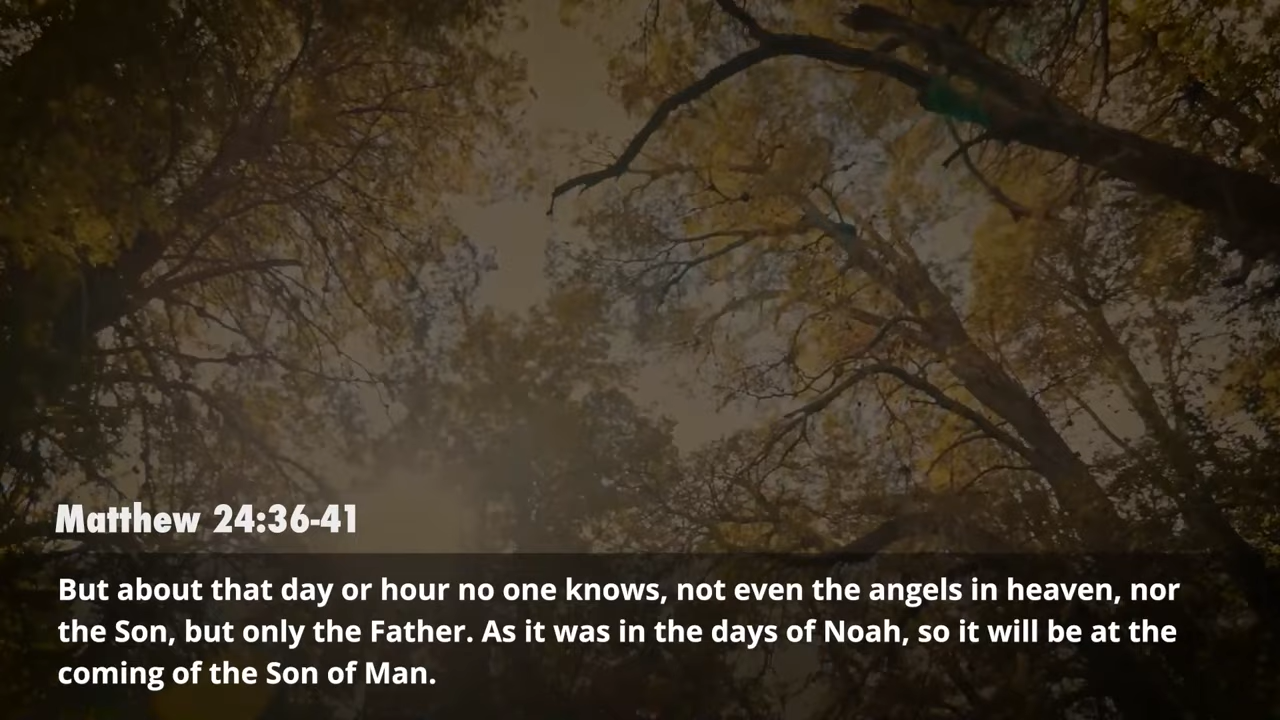 Matthew 24:36-41
But about that day or hour no one knows, not even the angels in heaven, nor
the Son, but only the Father. As it was in the days of Noah, so it will be at the
coming of the Son of Man.